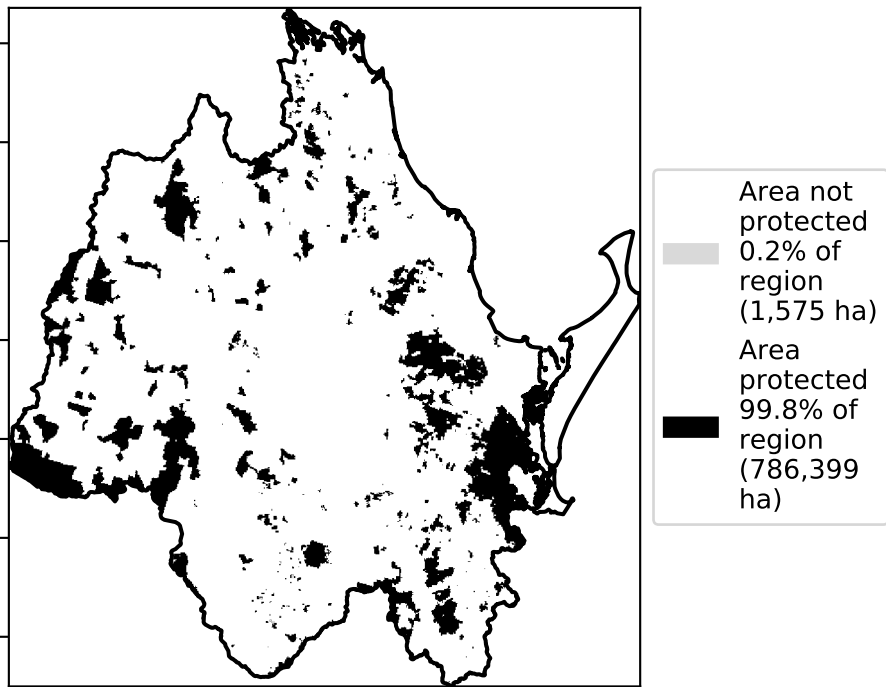 Area not
protected
0.2% of
region
(1,575 ha)
Area
protected
99.8% of
region
(786,399
ha)